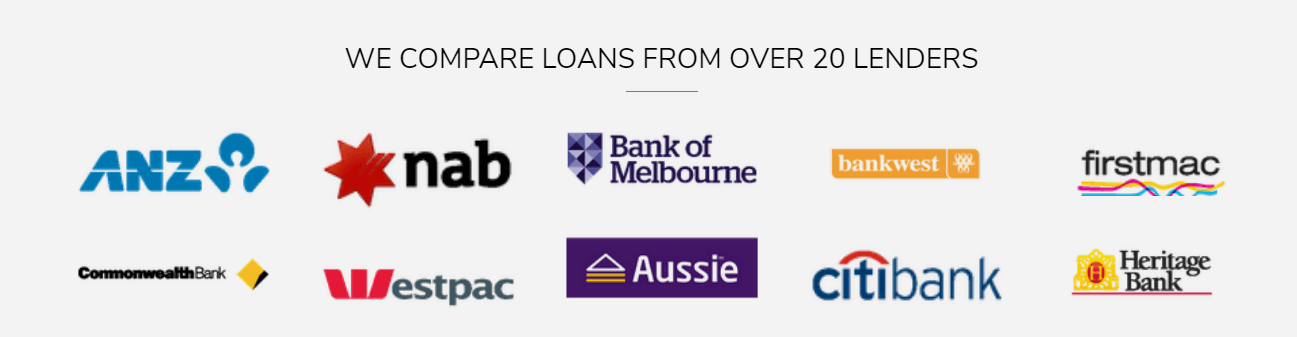 WE COMPARE LOANS FROM OVER 20 LENDERS
ANZ
nab
Bank of
Melbourne
bankwest
firstmac
CommonwealthBank
Westpac
Aussie
citibank
Heritage
Bank